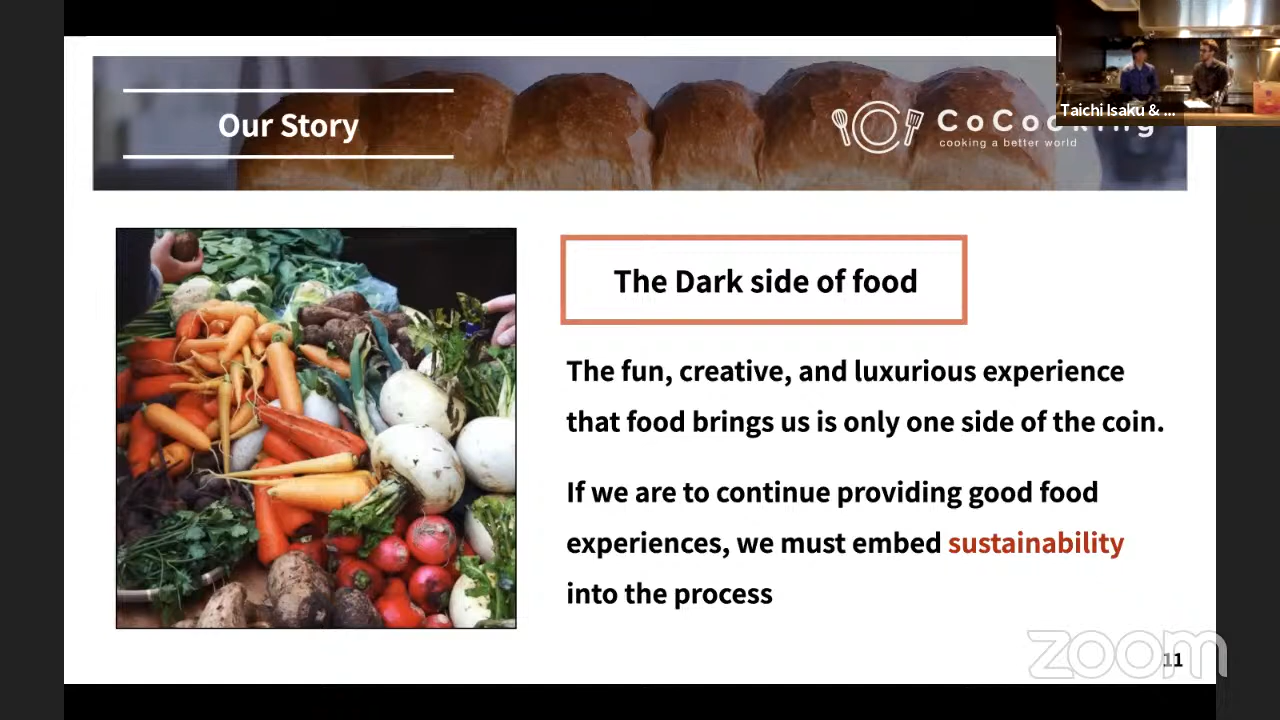 Our Story
CoCooking
cooking a better world
Taichi Isaku & ...
The Dark side of food
The fun, creative, and luxurious experience
that food brings us is only one side of the coin.
If we are to continue providing good food
experiences, we must embed sustainability
into the process
zoom
11